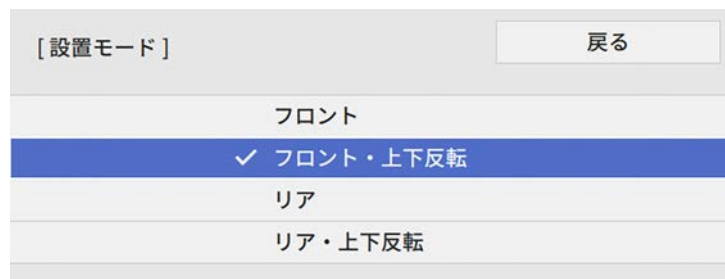 [設置モード]
戻る
フロント
フロント・上下反転
リア
リア・上下反転